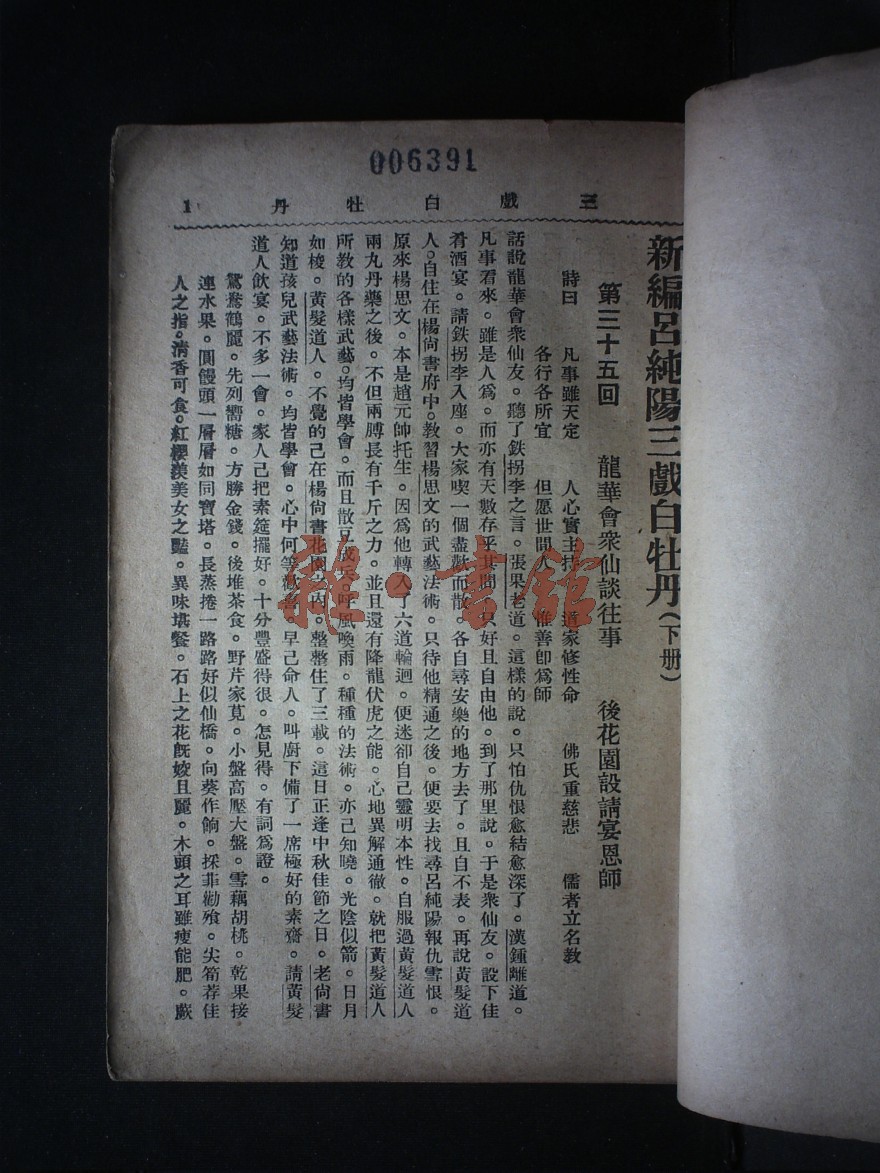 006391
三戲白牡丹 1
新編呂純陽三戲白牡丹(下册)
第三十五回 龍華會衆仙談往事 後花園設請宴恩師
詩曰 凡事雖天定 人心實主持 道家修性命 佛氏重慈悲 儒者立名教
各行各所宜 但愿世間人 惟善卽爲師
話說龍華會衆仙友。聽了鉄拐李之言。張果老道。這樣的說。只怕仇恨愈結愈深了。漢鍾離道。
凡事看來。雖是人爲。而亦有天數存乎其間。只好且自由他。到了那里說。于是衆仙友。設下佳
肴酒宴。請鉄拐李入座。大家喫一個盡歡而散。各自尋安樂的地方去了。且自不表。再說黃髮道
人。自住在楊尙書府中。教習楊思文的武藝法術。只待他精通之後。便要去找尋呂純陽報仇雪恨。
原來楊思文。本是趙元帥托生。因爲他轉入了六道輪迴。便迷卻自己靈明本性。自服過黃髮道人
兩丸丹藥之後。不但兩膊長有千斤之力。並且還有降龍伏虎之能。心地異解通徹。就把黃髮道人
所教的各樣武藝。均皆學會。而且散豆成兵。呼風喚雨。種種的法術。亦己知曉。光陰似箭。日月
如梭。黃髮道人。不覺的己在楊尙書花園之內。整整住了三載。這日正逢中秋佳節之日。老尙書
知道孩兒武藝法術。均皆學會。心中何等歡喜。早己命人。叫廚下備了一席極好的素齋。請黃髮
道人飲宴。不多一會。家人己把素筵擺好。十分豐盛得很。怎見得。有詞爲證。
鴛鴦鶴麗。先列嚮糖。方勝金錢。後堆茶食。野芹家莧。小盤高壓大盤。雪藕胡桃。乾果接
連水果。圓饅頭一層層如同寶塔。長蒸捲一路路好似仙橋。向葵作餉。採菲勸飱。尖筍荐佳
人之指。清香可食。紅櫻羨美女之豔。異味堪餐。石上之花旣嫂且麗。木頭之耳雖瘦能肥。蕨
雜·書館